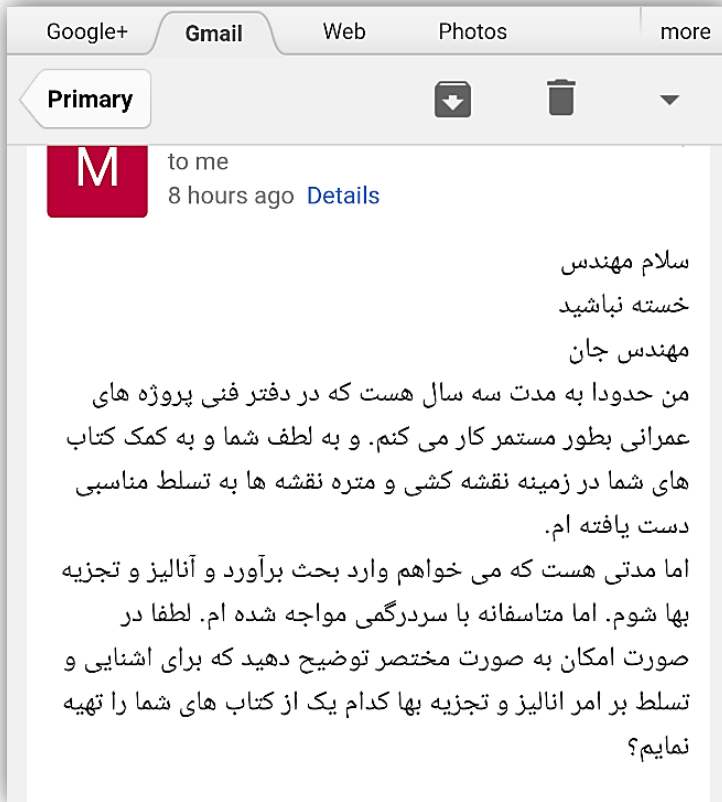 Google+ Gmail Web Photos more
Primary
M
to me
8 hours ago Details
سلام مهندس
خسته نباشید
مهندس جان
من حدودا به مدت سه سال هست که در دفتر فنی پروژه های
عمرانی بطور مستمر کار می کنم. و به لطف شما و به کمک کتاب
های شما در زمینه نقشه کشی و متره نقشه ها به تسلط مناسبی
دست یافته ام.
اما مدتی هست که می خواهم وارد بحث برآورد و آنالیز و تجزیه
بها شوم. اما متاسفانه با سردرگمی مواجه شده ام. لطفا در
صورت امکان به صورت مختصر توضیح دهید که برای اشنایی و
تسلط بر امر انالیز و تجزیه بها کدام یک از کتاب های شما را تهیه
نمایم؟